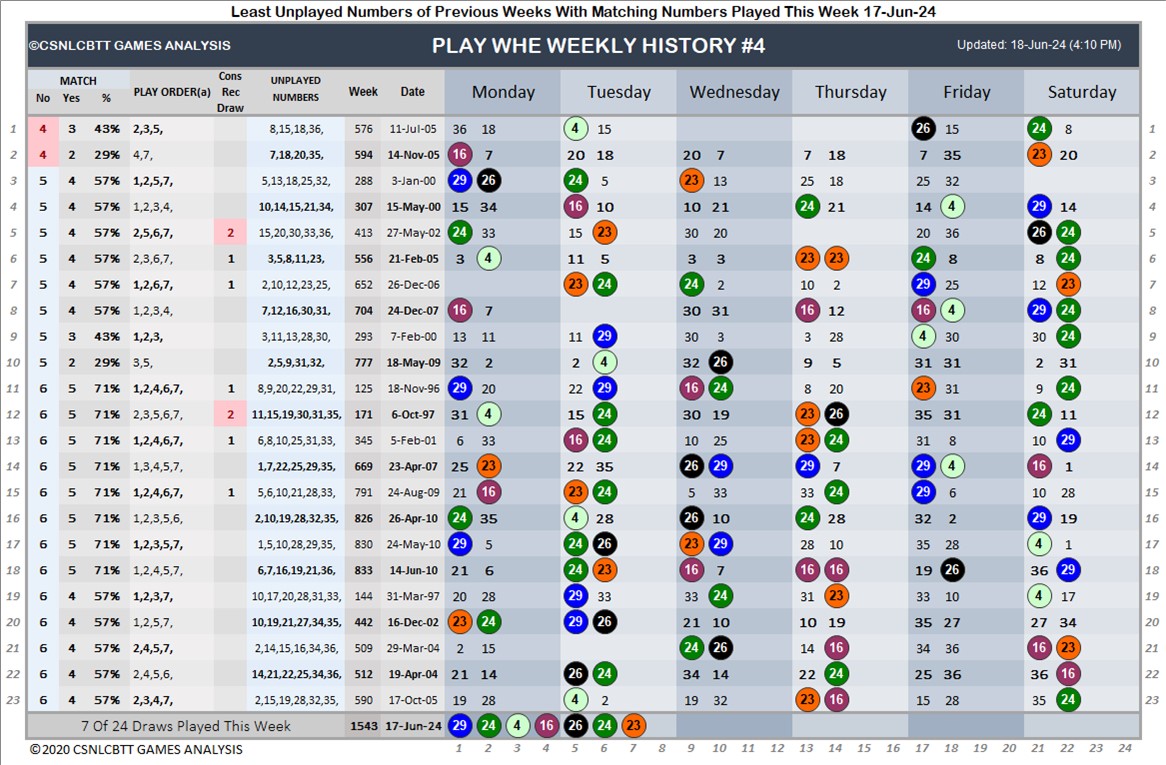 Least Unplayed Numbers of Previous Weeks With Matching Numbers Played This Week 17-Jun-24
©CSNLCBTT GAMES ANALYSIS PLAY WHE WEEKLY HISTORY #4 Updated: 18-Jun-24 (4:10 PM)
MATCH Cons Rec Draw UNPLAYED NUMBERS
No Yes % PLAY ORDER(a) Week Date Monday Tuesday Wednesday Thursday Friday Saturday
1 4 3 43% 2,3,5, 8,15,18,36, 576 11-Jul-05 36 18 4 15 26 15 24 8 1
2 4 2 29% 4,7, 7,18,20,35, 594 14-Nov-05 16 7 20 18 20 7 7 18 7 35 23 20 2
3 5 4 57% 1,2,5,7, 5,13,18,25,32, 288 3-Jan-00 29 26 24 5 23 13 25 18 25 32 3
4 5 4 57% 1,2,3,4, 10,14,15,21,34, 307 15-May-00 15 34 16 10 10 21 24 21 14 4 29 14 4
5 5 4 57% 2,5,6,7, 2 15,20,30,33,36, 413 27-May-02 24 33 15 23 30 20 20 36 26 24 5
6 5 4 57% 2,3,6,7, 1 3,5,8,11,23, 556 21-Feb-05 3 4 11 5 3 3 23 23 24 8 8 24 6
7 5 4 57% 1,2,6,7, 1 2,10,12,23,25, 652 26-Dec-06 23 24 24 2 10 2 29 25 12 23 7
8 5 4 57% 1,2,3,4, 7,12,16,30,31, 704 24-Dec-07 16 7 30 31 16 12 16 4 29 24 8
9 5 3 43% 1,2,3, 3,11,13,28,30, 293 7-Feb-00 13 11 11 29 30 3 3 28 4 30 30 24 9
10 5 2 29% 3,5, 2,5,9,31,32, 777 18-May-09 32 2 2 4 32 26 9 5 31 31 2 31 10
11 6 5 71% 1,2,4,6,7, 1 8,9,20,22,29,31, 125 18-Nov-96 29 20 22 29 16 24 8 20 23 31 9 24 11
12 6 5 71% 2,3,5,6,7, 2 11,15,19,30,31,35, 171 6-Oct-97 31 4 15 24 30 19 23 26 35 31 24 11 12
13 6 5 71% 1,2,4,6,7, 1 6,8,10,25,31,33, 345 5-Feb-01 6 33 16 24 10 25 23 24 31 8 10 29 13
14 6 5 71% 1,3,4,5,7, 1,7,22,25,29,35, 669 23-Apr-07 25 23 22 35 26 29 29 7 29 4 16 1 14
15 6 5 71% 1,2,4,6,7, 1 5,6,10,21,28,33, 791 24-Aug-09 21 16 23 24 5 33 33 24 29 6 10 28 15
16 6 5 71% 1,2,3,5,6, 2,10,19,28,32,35, 826 26-Apr-10 24 35 4 28 26 10 24 28 32 2 29 19 16
17 6 5 71% 1,2,3,5,7, 1,5,10,28,29,35, 830 24-May-10 29 5 24 26 23 29 28 10 35 28 4 1 17
18 6 5 71% 1,2,4,5,7, 6,7,16,19,21,36, 833 14-Jun-10 21 6 24 23 16 7 16 16 19 26 36 29 18
19 6 4 57% 1,2,3,7, 10,17,20,28,31,33, 144 31-Mar-97 20 28 29 33 33 24 31 23 33 10 4 17 19
20 6 4 57% 1,2,5,7, 10,19,21,27,34,35, 442 16-Dec-02 23 24 29 26 21 10 10 19 35 27 27 34 20
21 6 4 57% 2,4,5,7, 2,14,15,16,34,36, 509 29-Mar-04 2 15 24 26 14 16 34 36 16 23 21
22 6 4 57% 2,4,5,6, 14,21,22,25,34,36, 512 19-Apr-04 21 14 26 24 34 14 22 24 25 36 36 16 22
23 6 4 57% 2,3,4,7, 2,15,19,28,32,35, 590 17-Oct-05 19 28 4 2 19 32 23 16 15 28 35 24 23
7 Of 24 Draws Played This Week 1543 17-Jun-24 29 24 4 16 26 24 23
© 2020 CSNLCBTT GAMES ANALYSIS 1 2 3 4 5 6 7 8 9 10 11 12 13 14 15 16 17 18 19 20 21 22 23 24